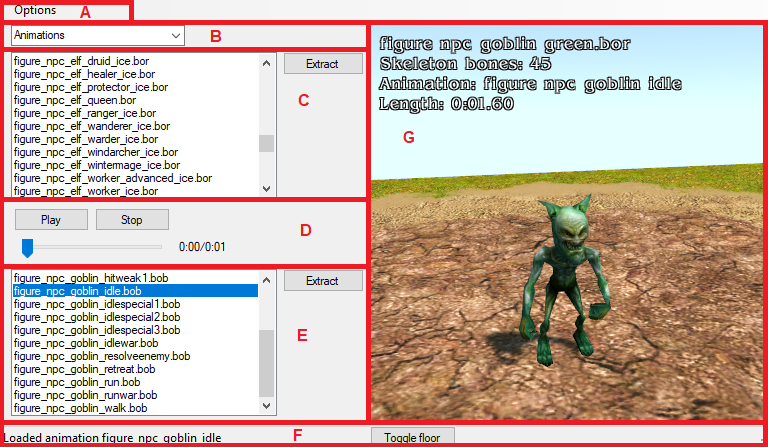 Options
A
Animations
B
figure_npc_elf_druid_ice.bor
figure_npc_elf_healer_ice.bor
figure_npc_elf_protector_ice.bor
figure_npc_elf_queen.bor
figure_npc_elf_ranger_ice.bor
figure_npc_elf_wanderer_ice.bor
figure_npc_elf_warder_ice.bor
figure_npc_elf_windarcher_ice.bor
figure_npc_elf_wintermage_ice.bor
figure_npc_elf_worker_advanced_ice.bor
figure_npc_elf_worker_ice.bor
Extract
C
Play
Stop
0:00/0:01
D
figure_npc_goblin_hitweak1.bob
figure_npc_goblin_idle.bob
figure_npc_goblin_idlespecial1.bob
figure_npc_goblin_idlespecial2.bob
figure_npc_goblin_idlespecial3.bob
figure_npc_goblin_idlewar.bob
figure_npc_goblin_resolveenemy.bob
figure_npc_goblin_retreat.bob
figure_npc_goblin_run.bob
figure_npc_goblin_runwar.bob
figure_npc_goblin_walk.bob
Extract
E
figure npc goblin green.bor
Skeleton bones: 45
Animation: figure npc goblin idle
Length: 0:01.60
G
Loaded animation figure_npc_goblin_idle
F
Toggle floor